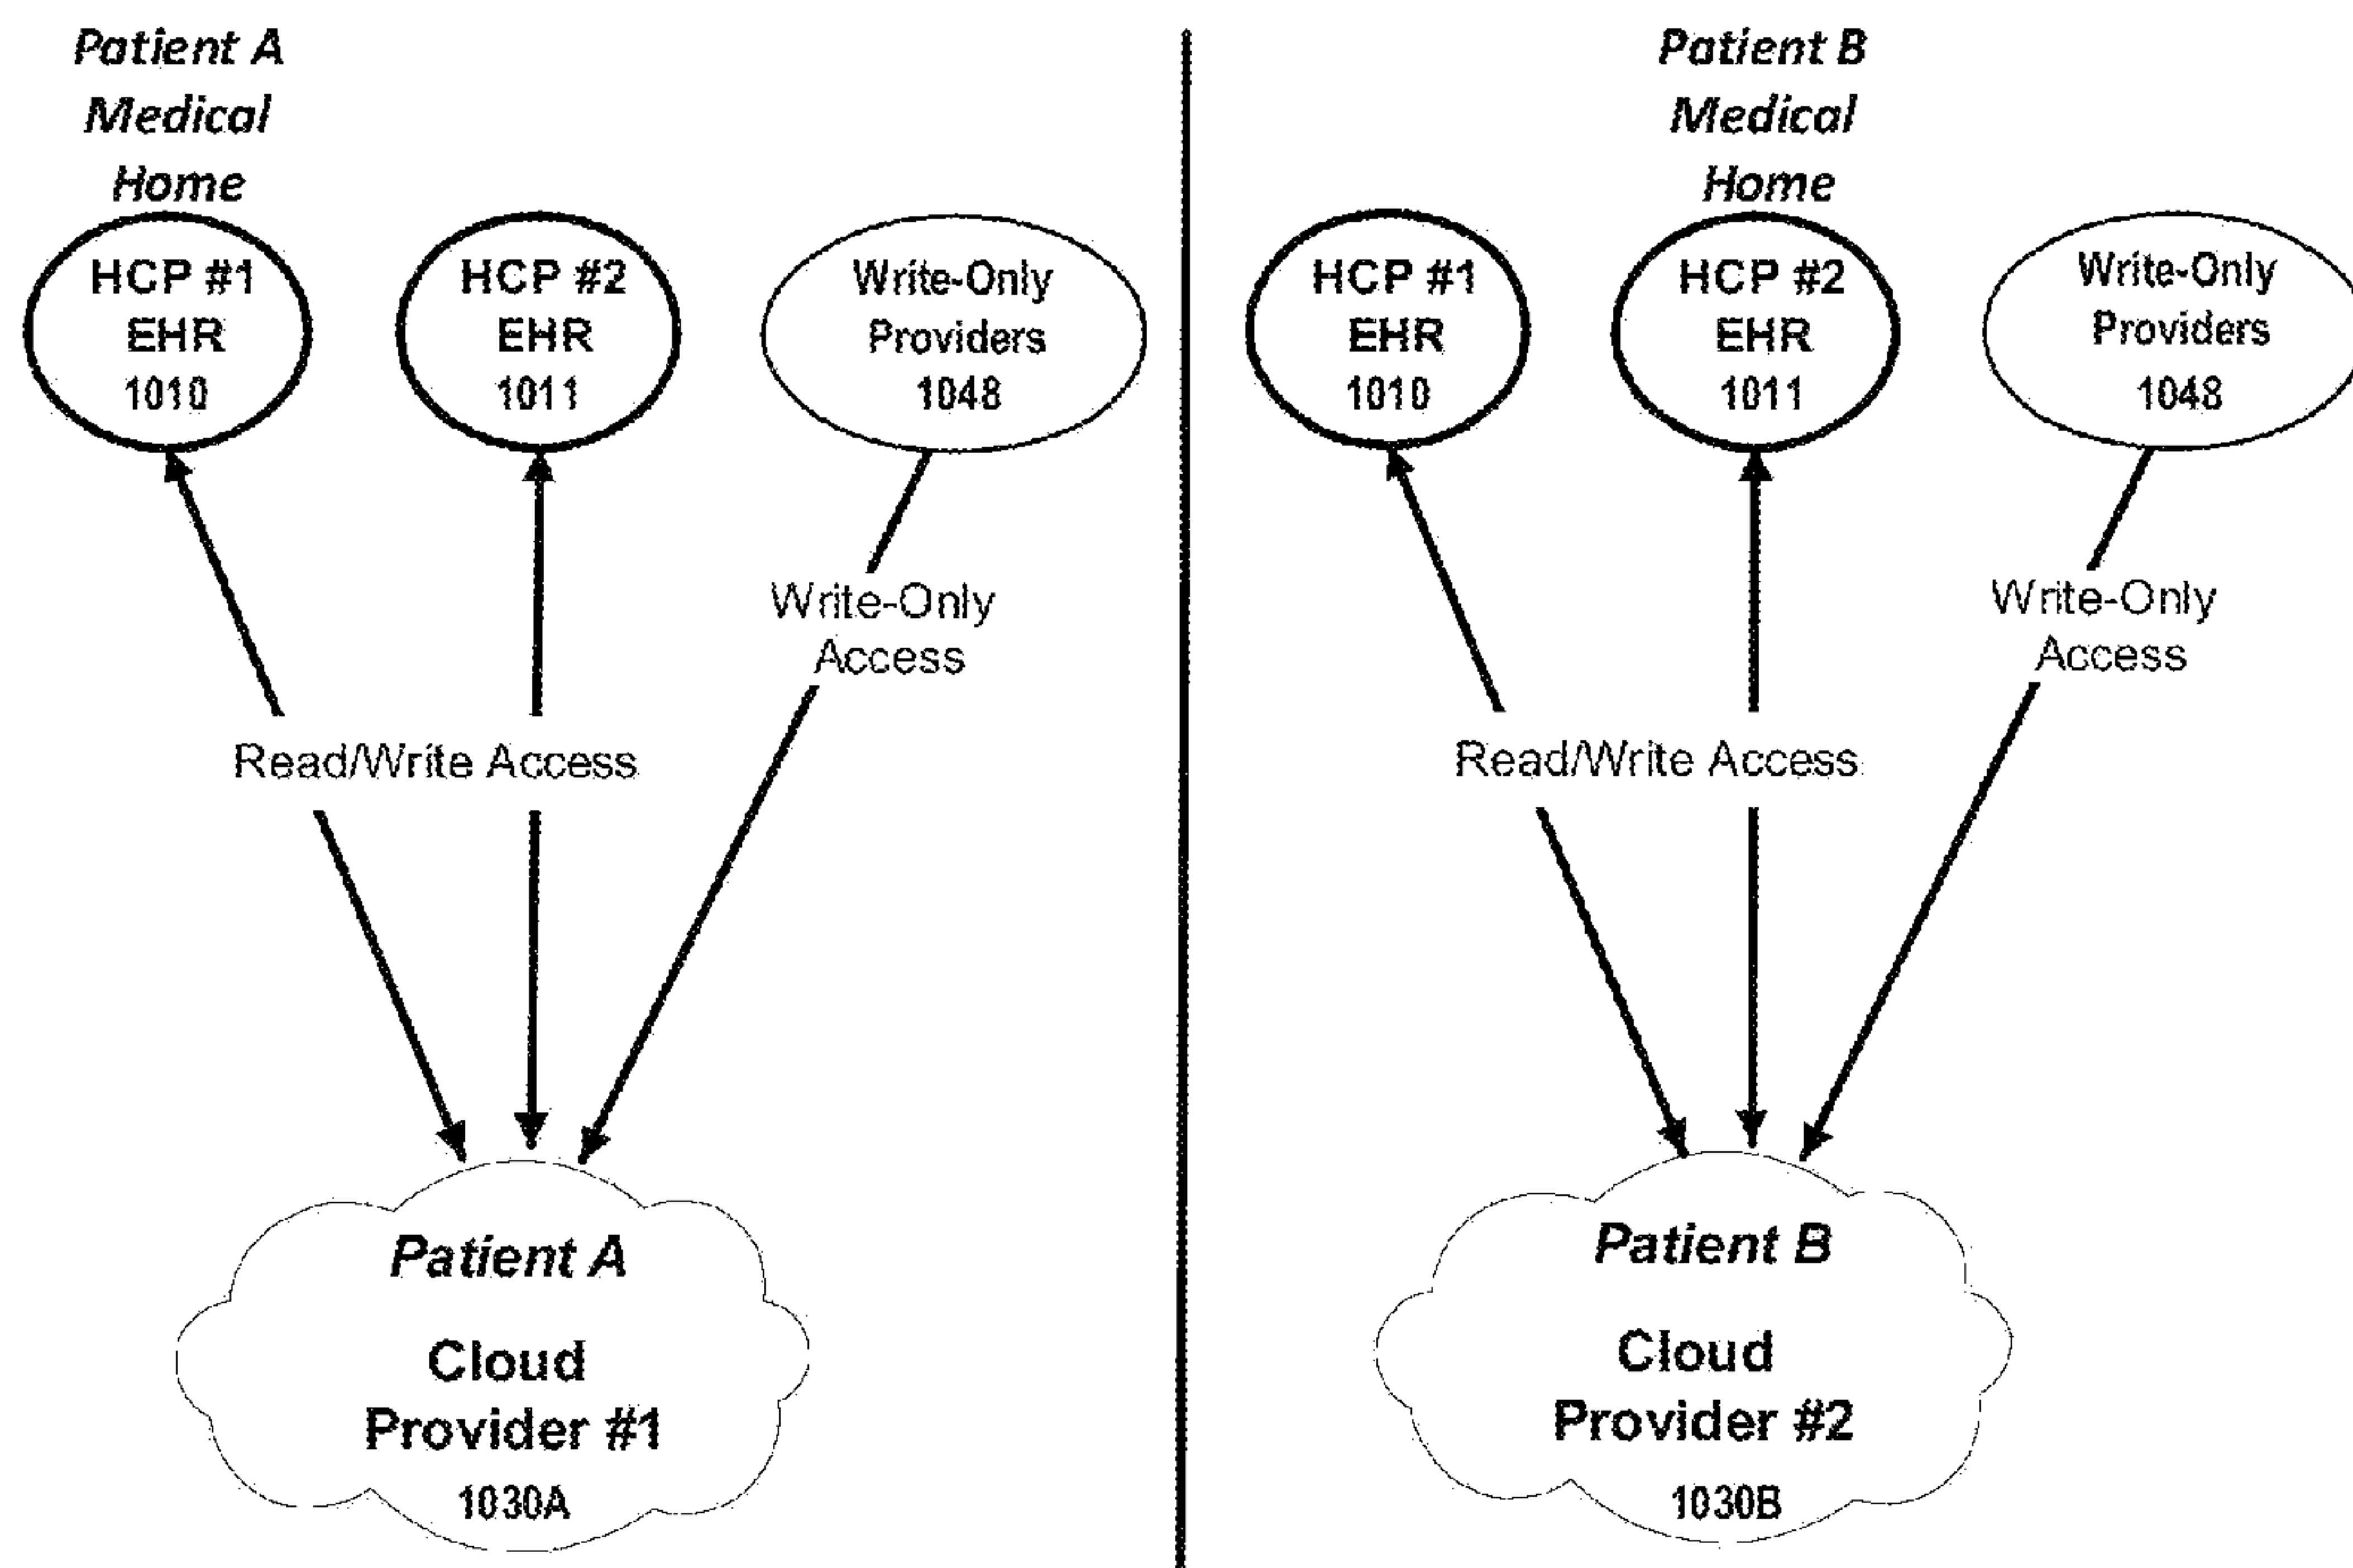 Patient A
Medical
Home
HCP #1
EHR
1010
HCP #2
EHR
1011
Write-Only
Providers
1048
Write-Only
Access
Read/Write Access
Patient A
Cloud
Provider #1
1030A
Patient B
Medical
Home
HCP #1
EHR
1010
HCP #2
EHR
1011
Write-Only
Providers
1048
Write-Only
Access
Read/Write Access
Patient B
Cloud
Provider #2
1030B